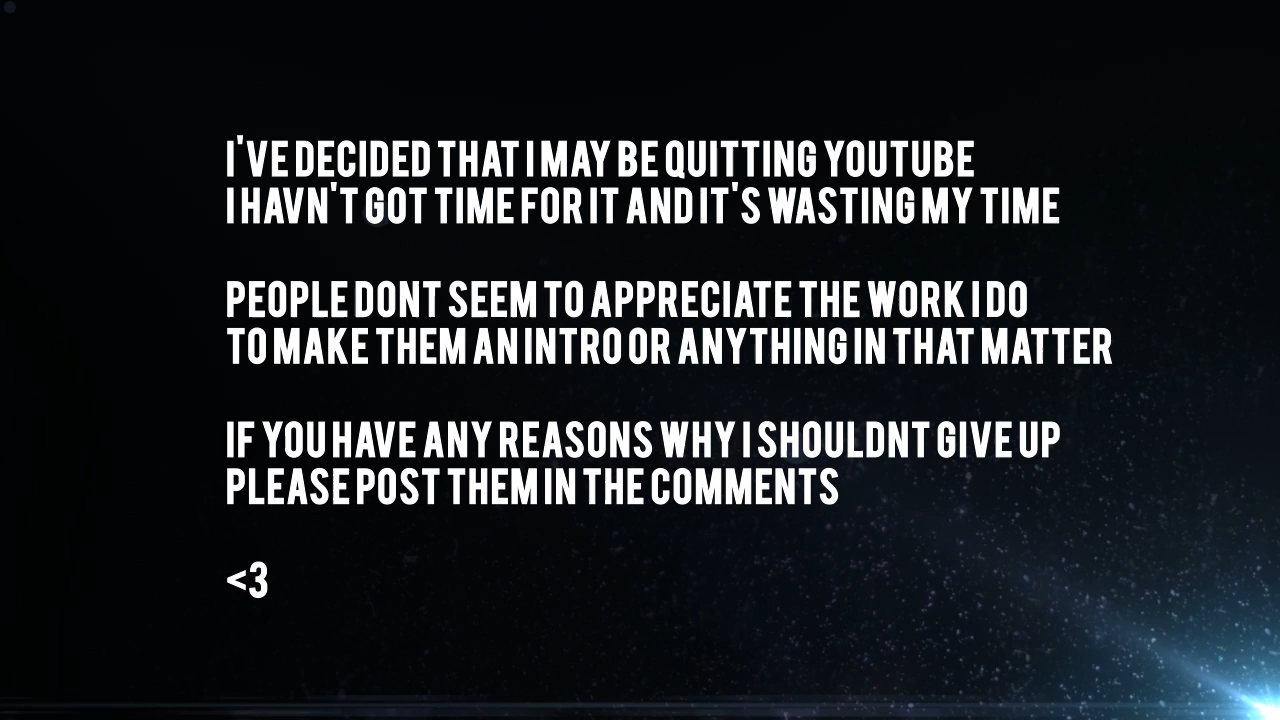 I'VE DECIDED THAT I MAY BE QUITTING YOUTUBE
I HAVN'T GOT TIME FOR IT AND IT'S WASTING MY TIME
PEOPLE DONT SEEM TO APPRECIATE THE WORK I DO
TO MAKE THEM AN INTRO OR ANYTHING IN THAT MATTER
IF YOU HAVE ANY REASONS WHY I SHOULDNT GIVE UP
PLEASE POST THEM IN THE COMMENTS
<3